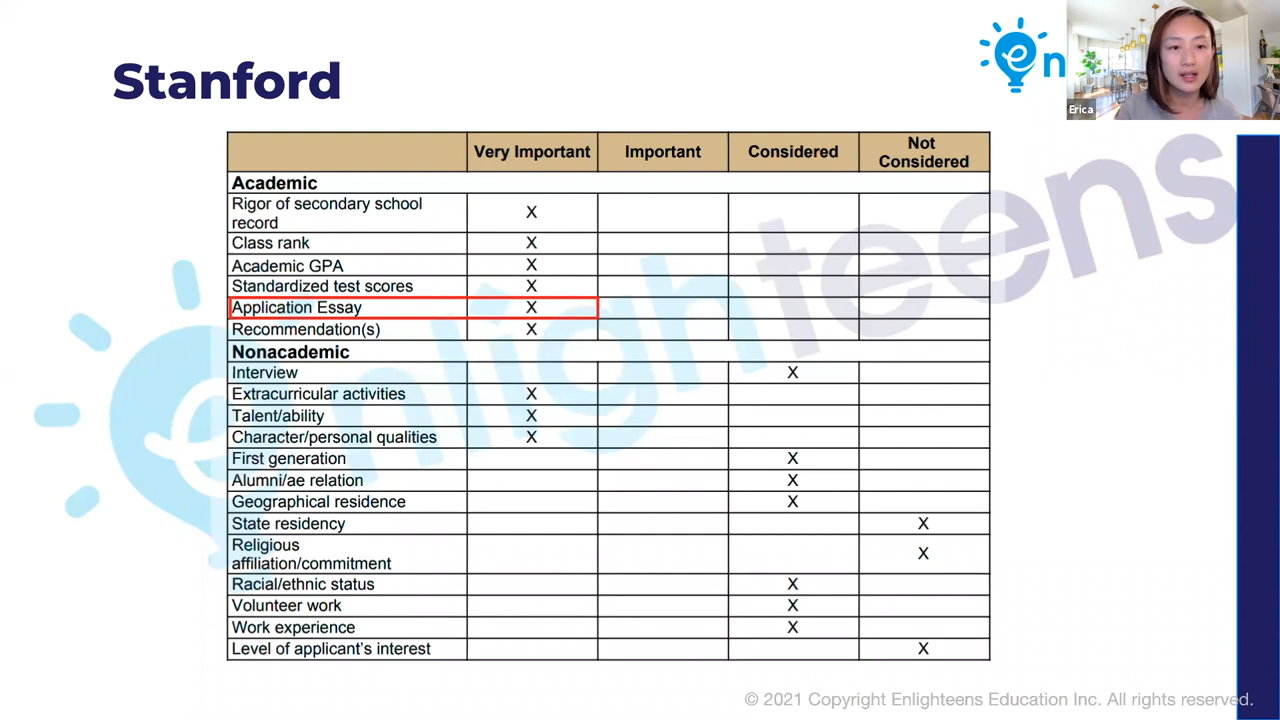 Stanford
en
Erica
Very Important Important Considered Not Considered
Academic
Rigor of secondary school record X
Class rank X
Academic GPA X
Standardized test scores X
Application Essay X
Recommendation(s) X
Nonacademic
Interview X
Extracurricular activities X
Talent/ability X
Character/personal qualities X
First generation X
Alumni/ae relation X
Geographical residence X
State residency X
Religious affiliation/commitment X
Racial/ethnic status X
Volunteer work X
Work experience X
Level of applicant's interest X
enlighteens
© 2021 Copyright Enlighteens Education Inc. All rights reserved.